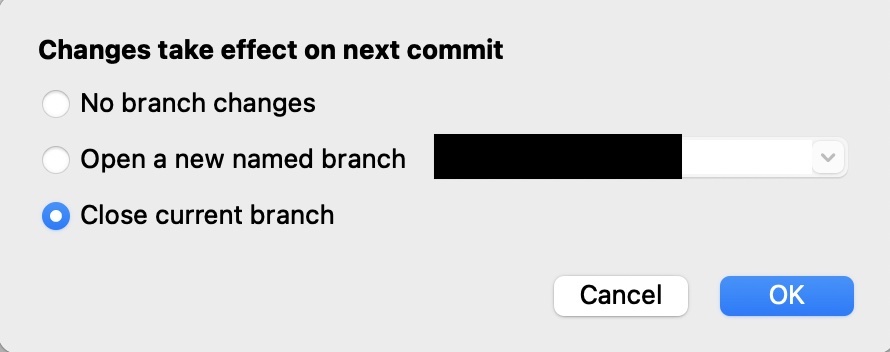 Changes take effect on next commit
No branch changes
Open a new named branch
Close current branch
Cancel OK